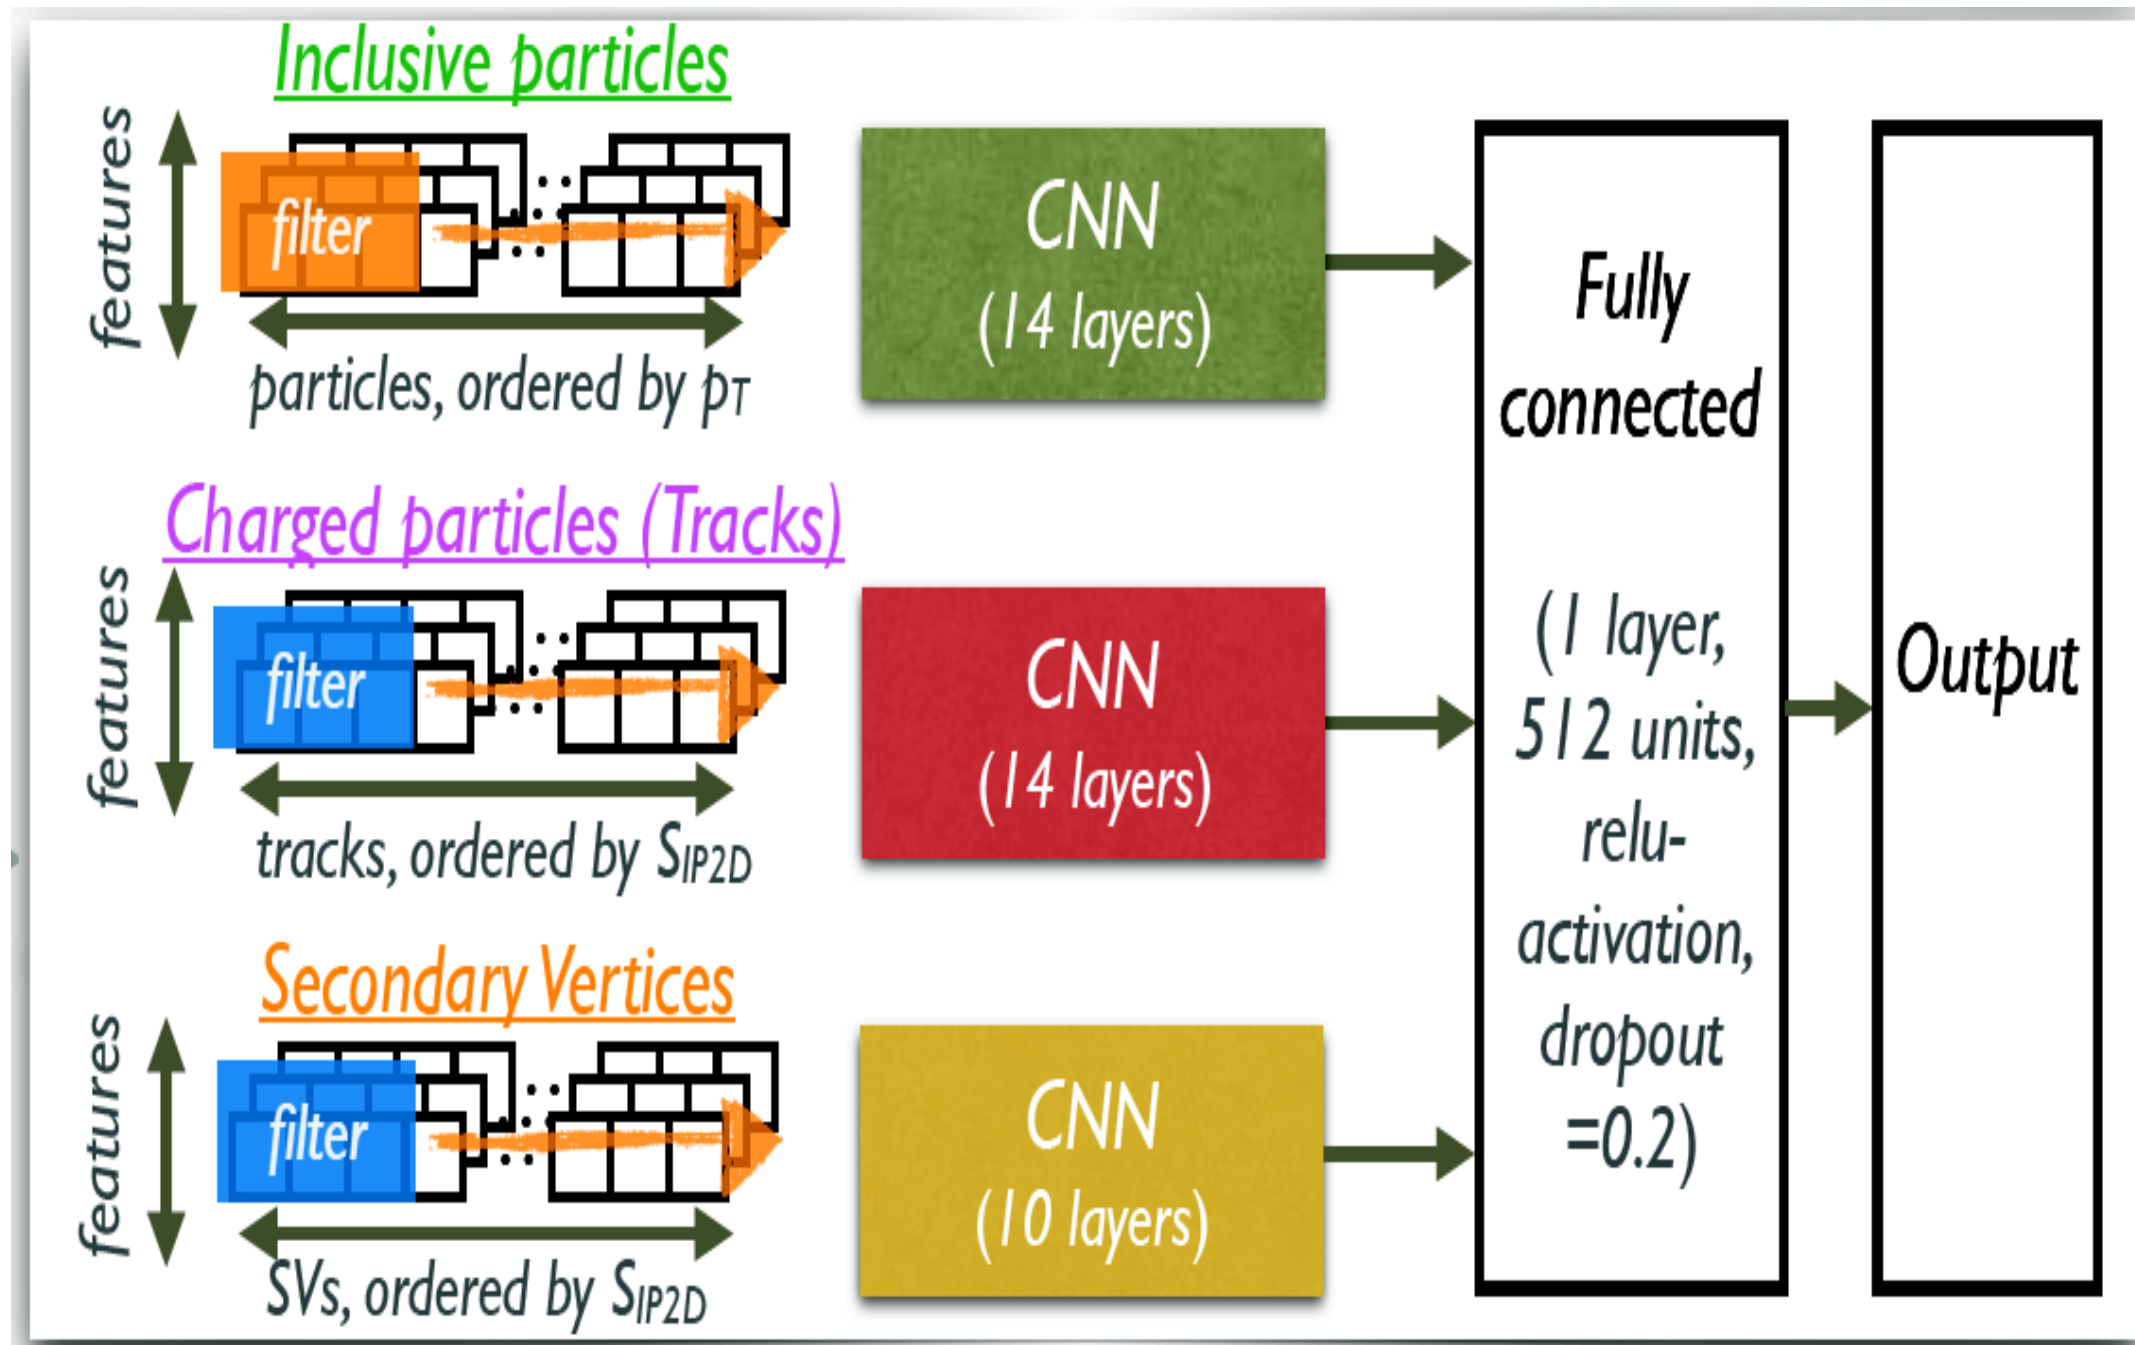 Inclusive particles
features
filter
particles, ordered by pT
CNN
(14 layers)
Charged particles (Tracks)
features
filter
tracks, ordered by SIP2D
CNN
(14 layers)
Secondary Vertices
features
filter
SVs, ordered by SIP2D
CNN
(10 layers)
Fully
connected
(1 layer,
512 units,
relu-
activation,
dropout
=0.2)
Output